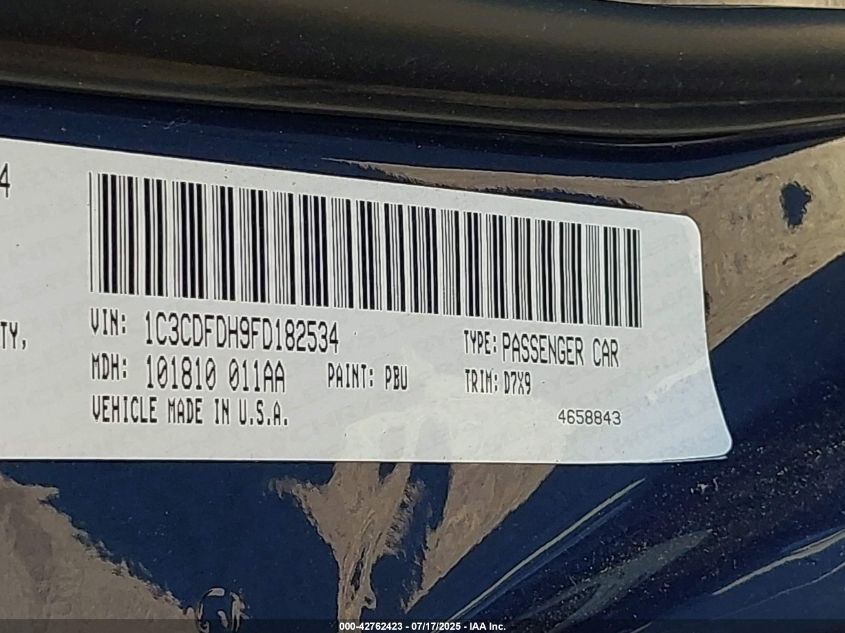 4
TY,
VIN: 1C3CDFDH9FD182534
TYPE: PASSENGER CAR
MDH: 101810 011AA PAINT: PBU
TRIM: D7X9
VEHICLE MADE IN U.S.A.
4658843
000-42762423 - 07/17/2025 - IAA Inc.